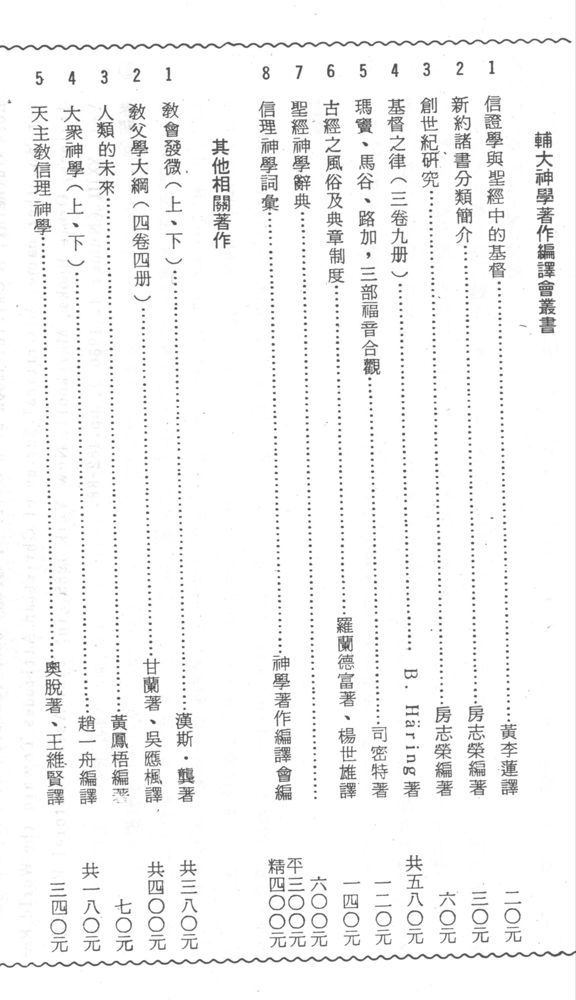 輔大神學著作編譯會叢書
1 信證學與聖經中的基督……黃李蓮譯 二〇元
2 新約諸書分類簡介……房志榮編著 三〇元
3 創世紀研究……房志榮編著 六〇元
4 基督之律(三卷九册)……B. Häring著 共五八〇元
5 瑪竇、馬谷、路加,三部福音合觀……司密特著 一二〇元
6 古經之風俗及典章制度……羅蘭德富著、楊世雄譯 一四〇元
7 聖經神學辭典…… 六〇〇元
8 信理神學詞彙……神學著作編譯會編 平三〇〇元
精四〇〇元
其他相關著作
1 教會發微(上、下)……漢斯·龔著 共三八〇元
2 教父學大綱(四卷四册)……甘蘭著、吳應楓譯 共四〇〇元
3 人類的未來……黃鳳梧編著 七〇元
4 大衆神學(上、下)……趙一舟編譯 共一八〇元
5 天主教信理神學……奧脫著、王維賢譯 三四〇元